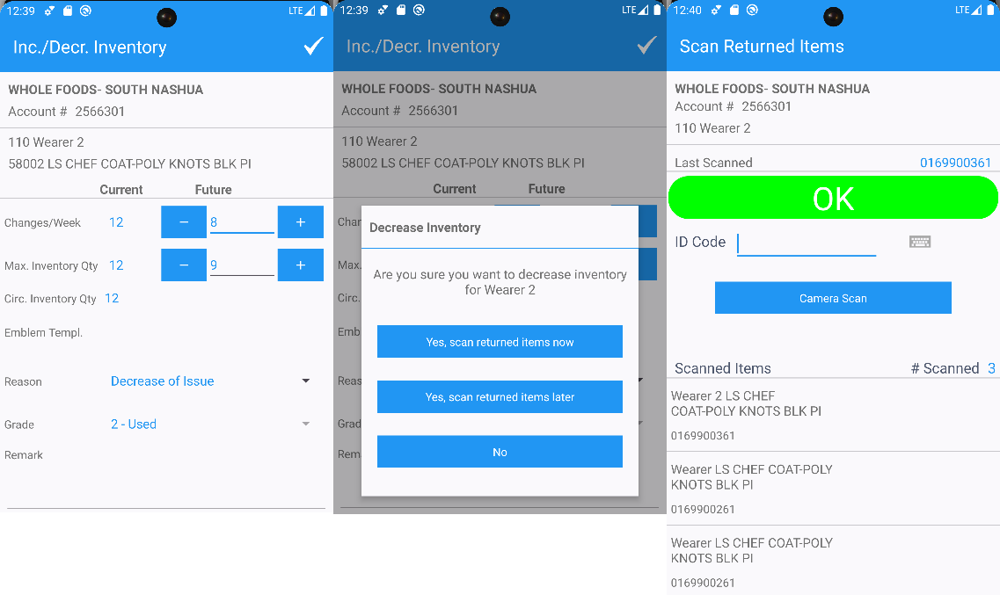 12:39
LTE
Inc./Decr. Inventory
WHOLE FOODS- SOUTH NASHUA
Account # 2566301
110 Wearer 2
58002 LS CHEF COAT-POLY KNOTS BLK PI
Current Future
Changes/Week 12 − 8 +
Max. Inventory Qty 12 − 9 +
Circ. Inventory Qty 12
Emblem Templ.
Reason Decrease of Issue
Grade 2 - Used
Remark
12:39
LTE
Inc./Decr. Inventory
WHOLE FOODS- SOUTH NASHUA
Account # 2566301
110 Wearer 2
58002 LS CHEF COAT-POLY KNOTS BLK PI
Current Future
Chan
Max.
Circ.
Emb
Reas
Grad
Rem
Decrease Inventory
Are you sure you want to decrease inventory
for Wearer 2
Yes, scan returned items now
Yes, scan returned items later
No
12:40
LTE
Scan Returned Items
WHOLE FOODS- SOUTH NASHUA
Account # 2566301
110 Wearer 2
Last Scanned 0169900361
OK
ID Code
Camera Scan
Scanned Items # Scanned 3
Wearer 2 LS CHEF
COAT-POLY KNOTS BLK PI
0169900361
Wearer LS CHEF COAT-POLY
KNOTS BLK PI
0169900261
Wearer LS CHEF COAT-POLY
KNOTS BLK PI
0169900261